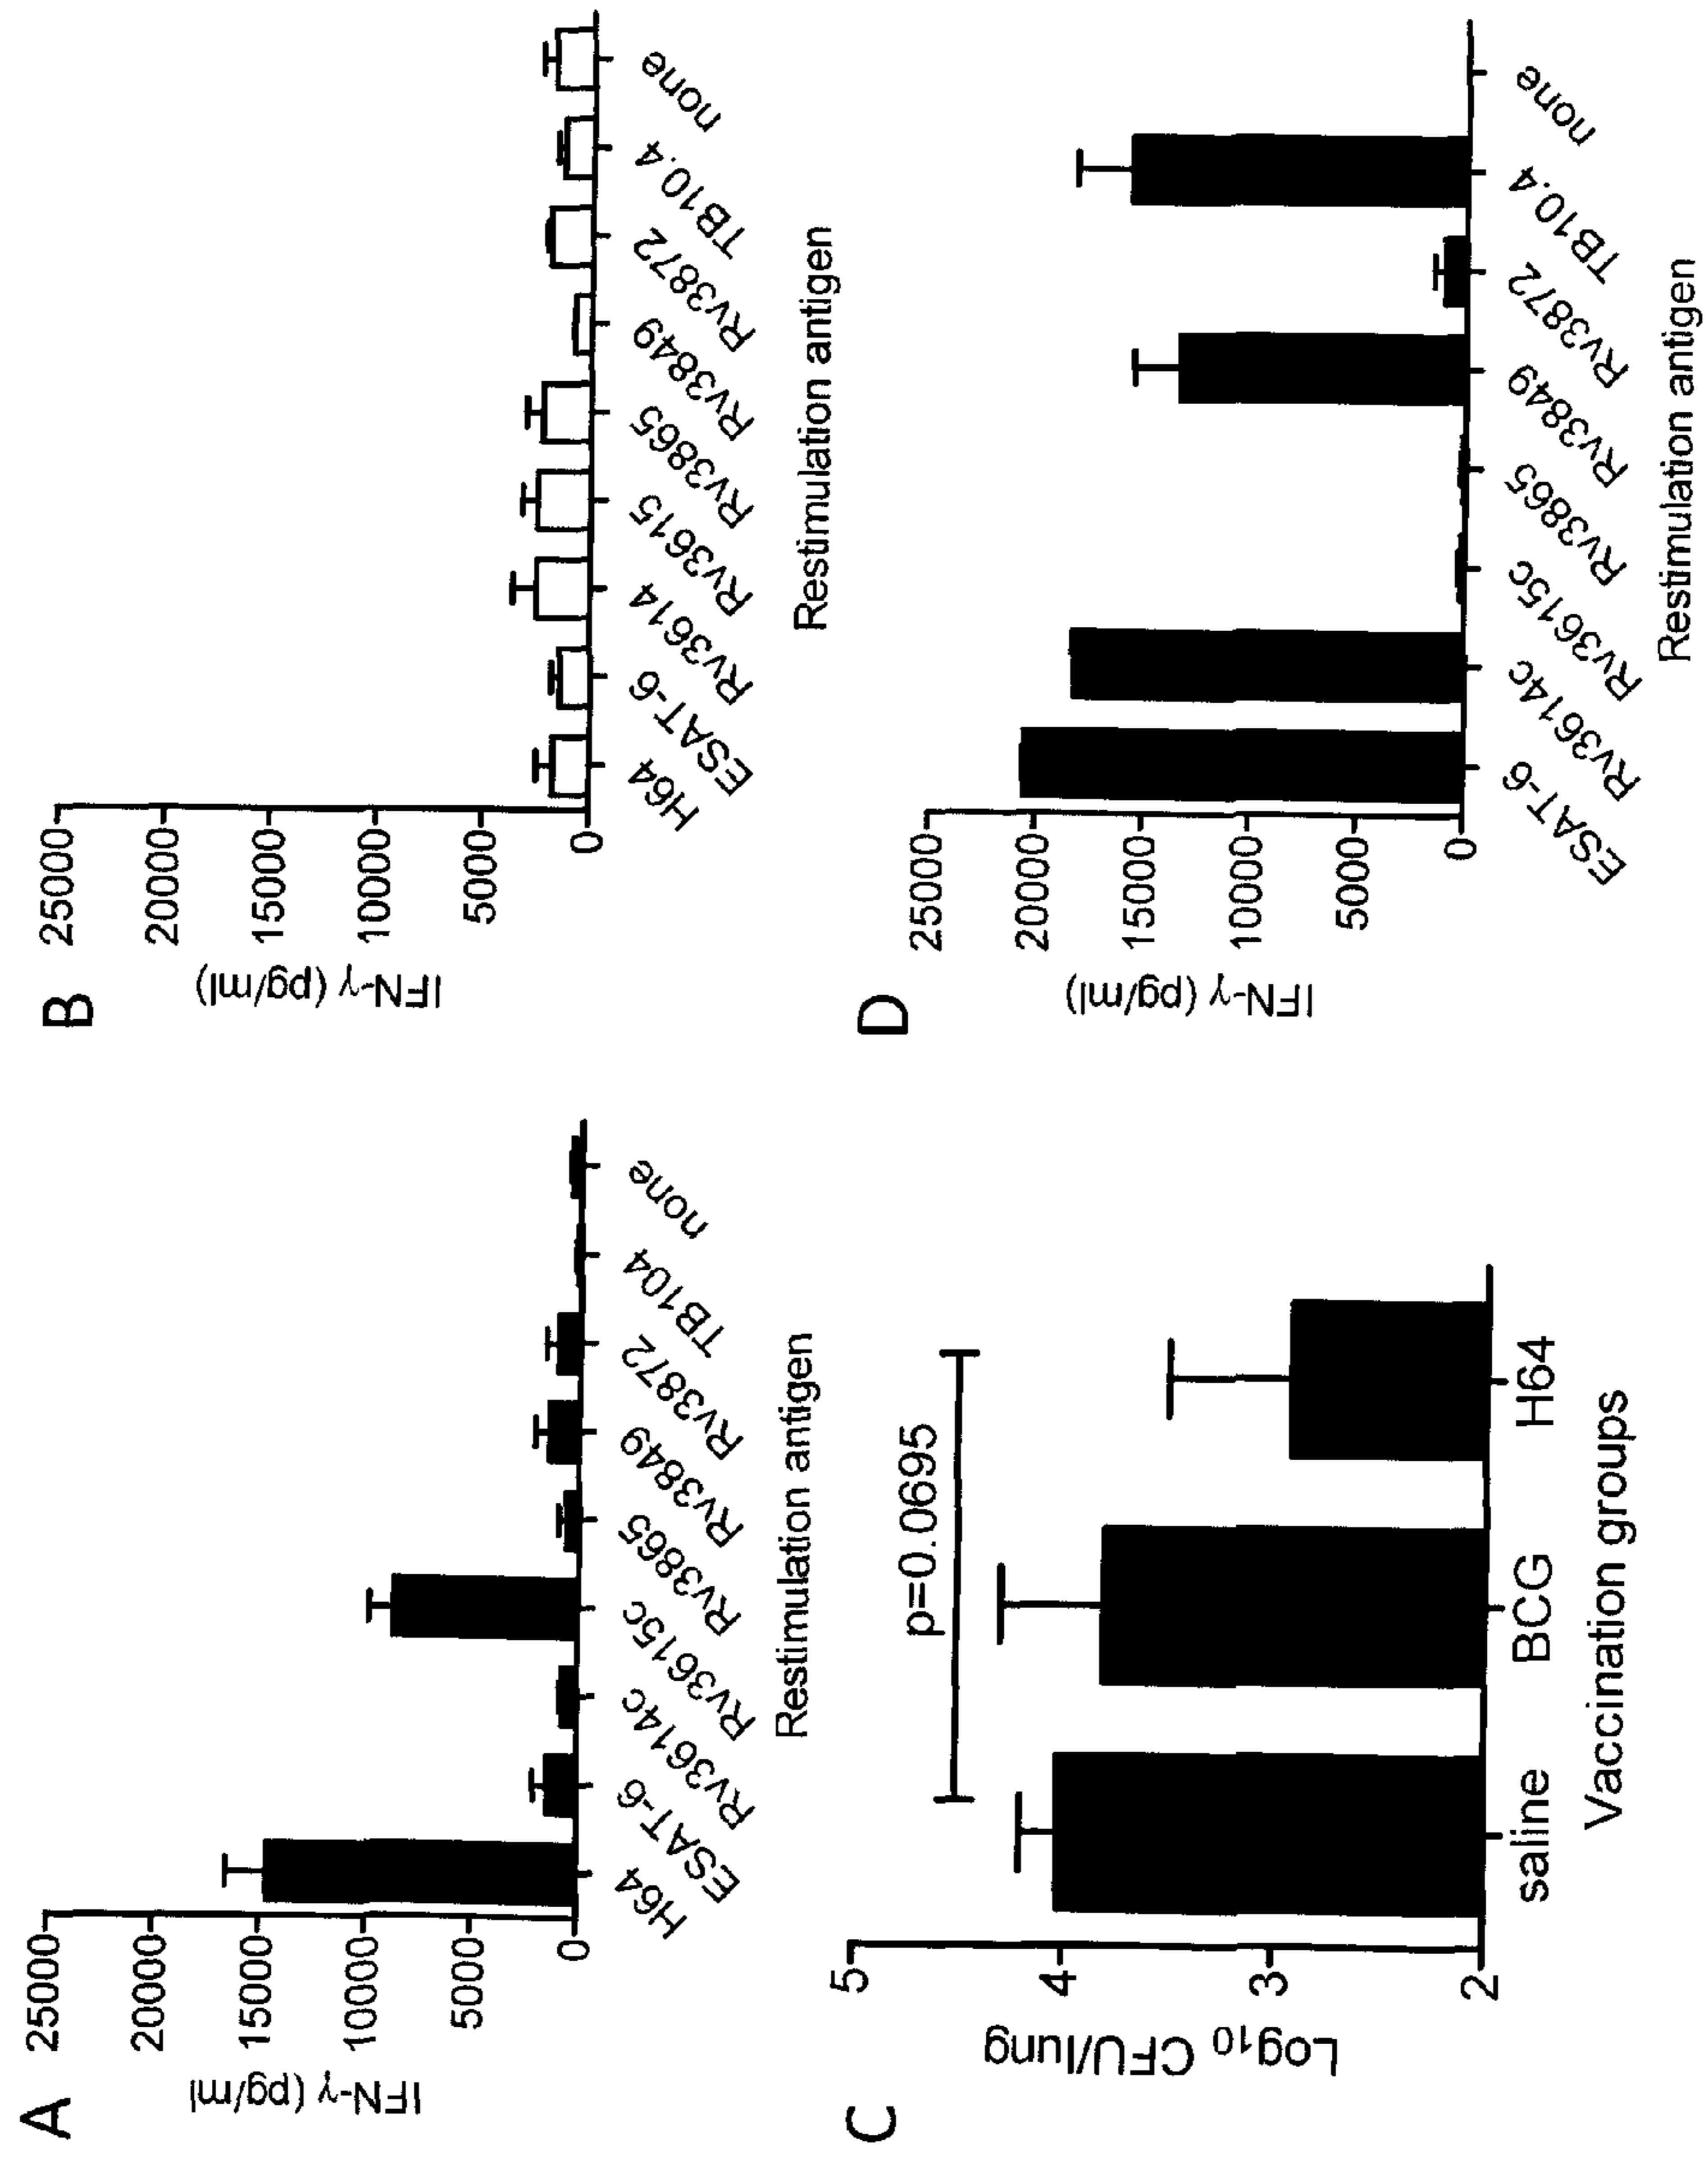 A
IFN-γ (pg/ml
25000
20000
15000
10000
5000
0
H64
ESAT-6
Rv3614c
Rv3615c
Rv3865
Rv3849
Rv3872
TB104
none
Restimulation antigen
B
IFN-γ (pg/ml)
25000
20000
15000
10000
5000
0
H64
ESAT-6
Rv3614
Rv3615
Rv3865
Rv3849
Rv3872
TB10.4
none
Restimulation antigen
C
Log₁₀ CFU/lung
5
4
3
2
p=0.0695
saline
BCG
H64
Vaccination groups
D
IFN-γ (pg/ml)
25000
20000
15000
10000
5000
0
ESAT-6
Rv3614c
Rv3615c
Rv3865
Rv3849
Rv3872
TB10.4
none
Restimulation antigen